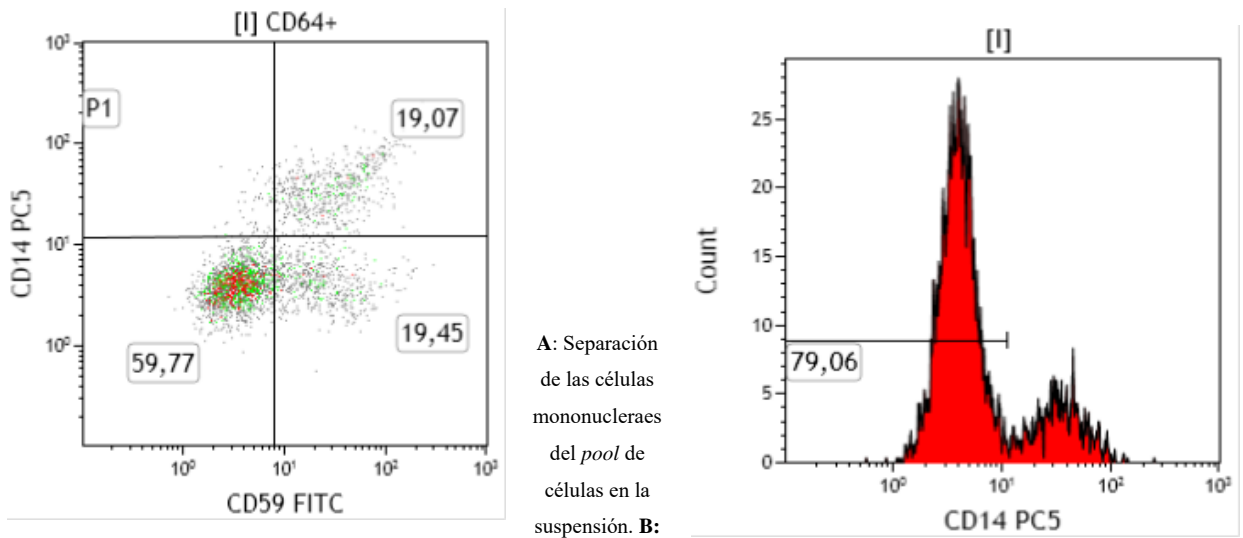 [I] CD64+
10³
P1
19,07
10²
CD14 PC5
10¹
10⁰
59,77
19,45
10⁰ 10¹ 10² 10³
CD59 FITC
A: Separación
de las células
mononucleraes
del pool de
células en la
suspensión. B:
[I]
25
20
Count
15
10
79,06
5
0
10⁰ 10¹ 10² 10³
CD14 PC5